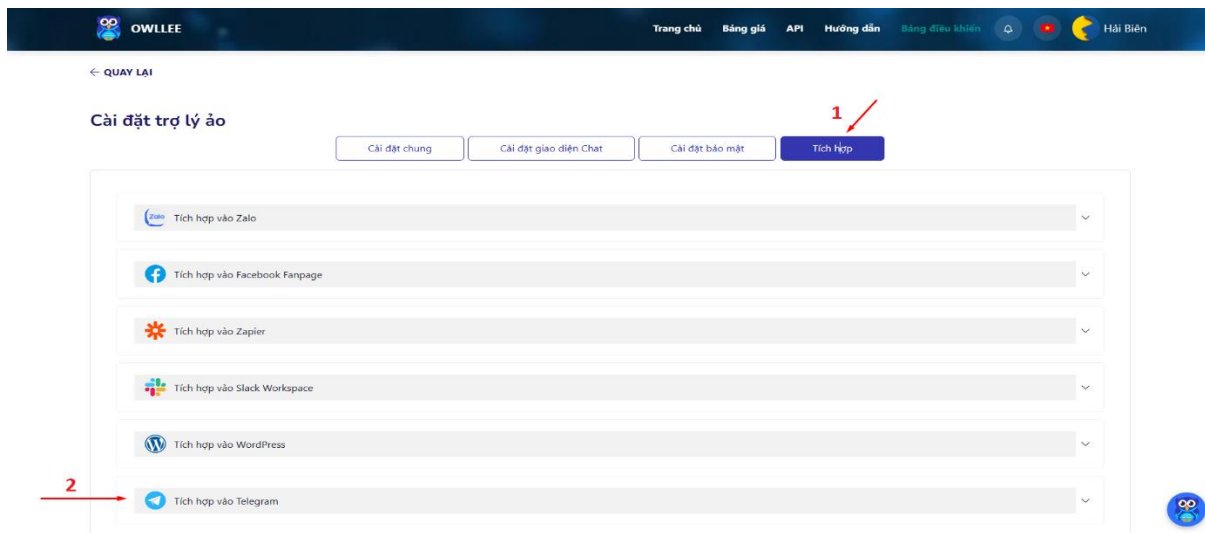 OWLLEE
Trang chủ Bảng giá API Hướng dẫn Bảng điều khiển Hải Biên
← QUAY LẠI
Cài đặt trợ lý ảo
1
Cài đặt chung Cài đặt giao diện Chat Cài đặt bảo mật Tích hợp
Zalo Tích hợp vào Zalo
Tích hợp vào Facebook Fanpage
Tích hợp vào Zapier
Tích hợp vào Slack Workspace
Tích hợp vào WordPress
2
Tích hợp vào Telegram